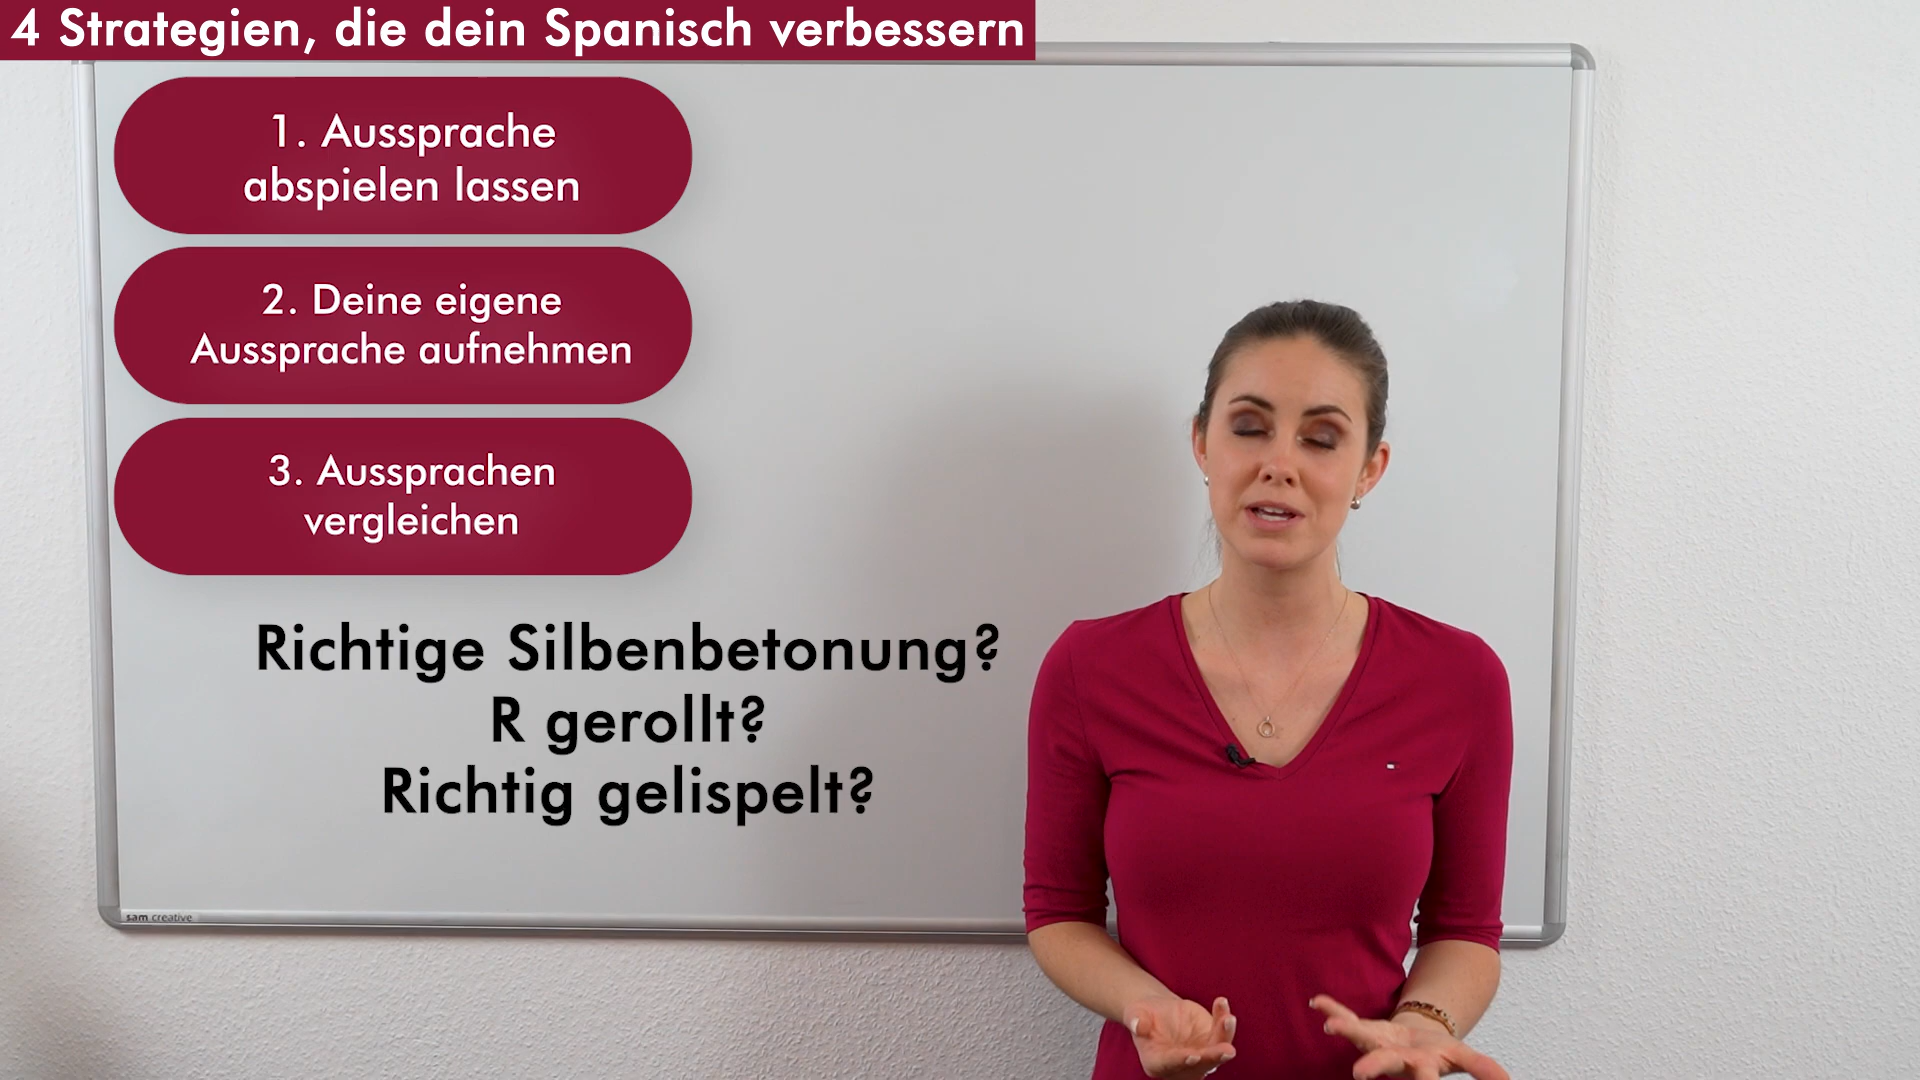 4 Strategien, die dein Spanisch verbessern
1. Aussprache
abspielen lassen
2. Deine eigene
Aussprache aufnehmen
3. Aussprachen
vergleichen
Richtige Silbenbetonung?
R gerollt?
Richtig gelispelt?
sam creative